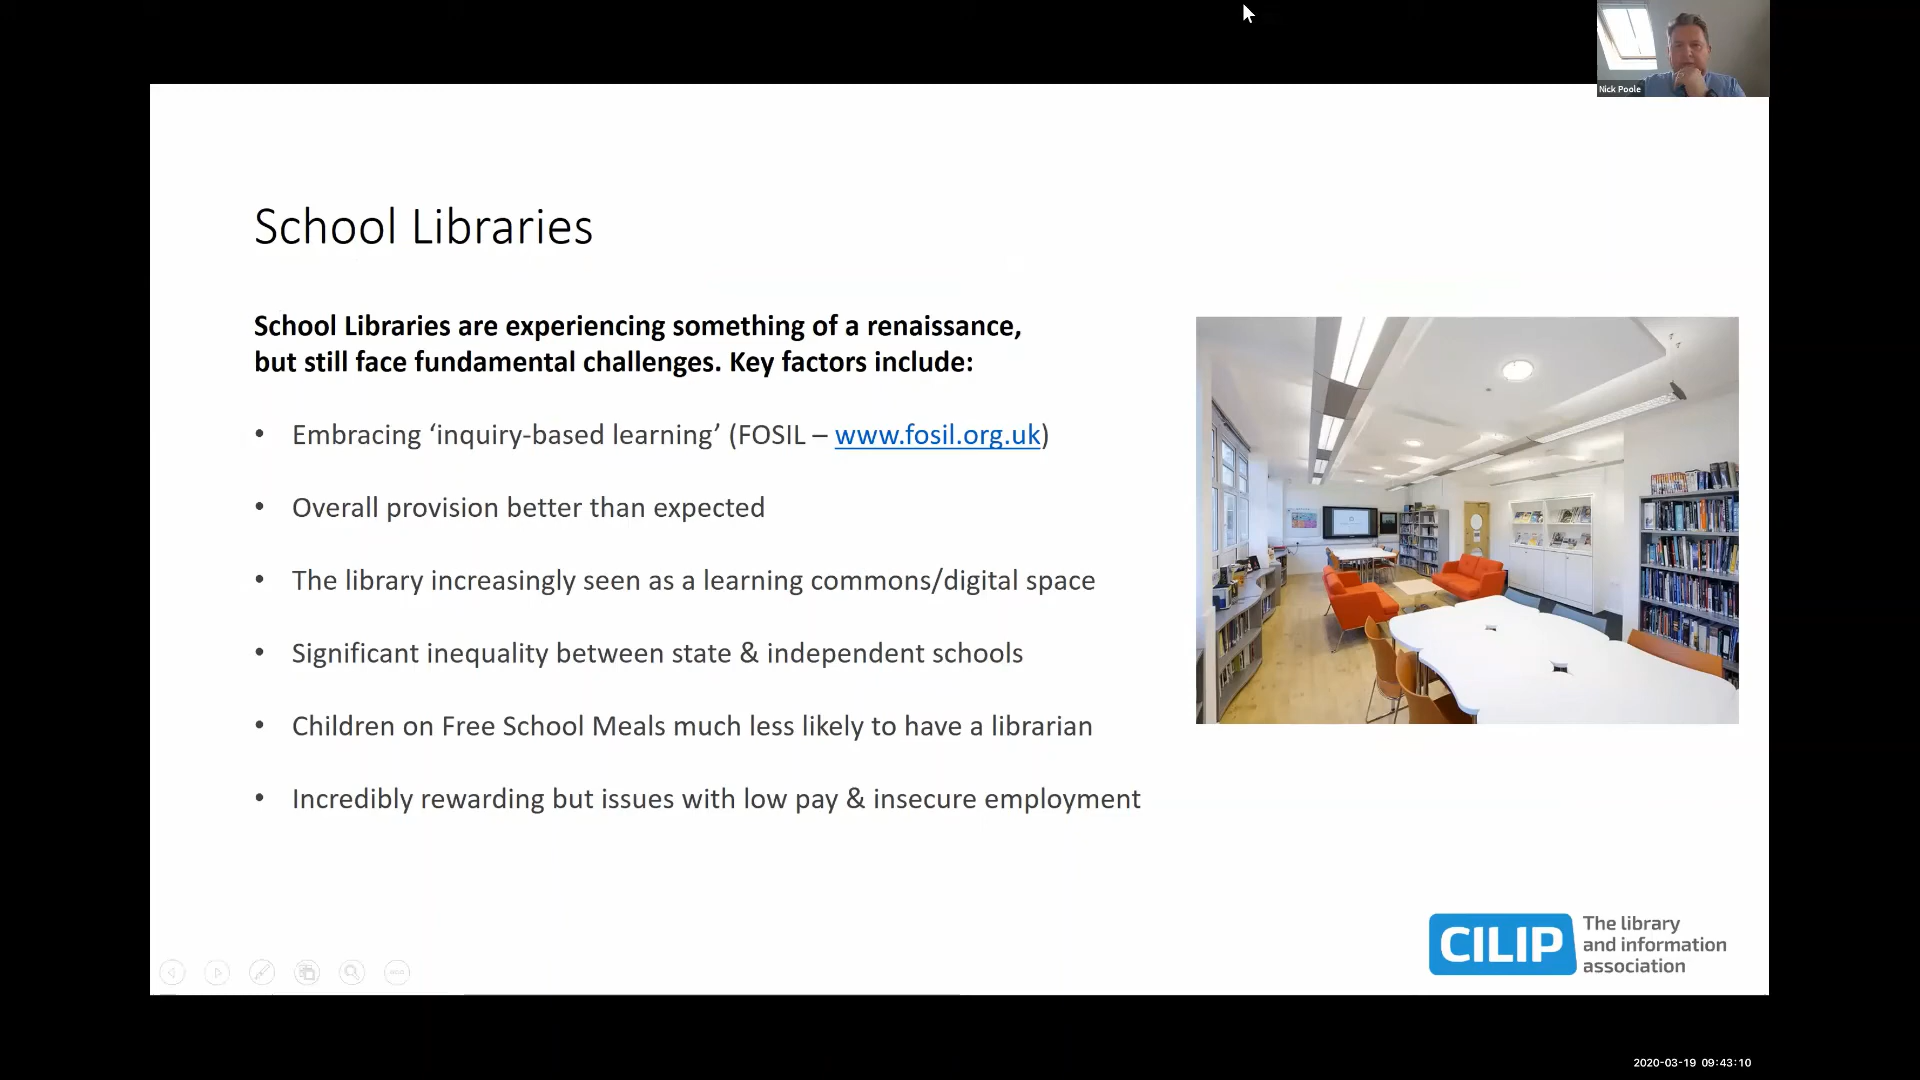 Nick Poole
School Libraries
School Libraries are experiencing something of a renaissance,
but still face fundamental challenges. Key factors include:
• Embracing ‘inquiry-based learning’ (FOSIL – www.fosil.org.uk)
• Overall provision better than expected
• The library increasingly seen as a learning commons/digital space
• Significant inequality between state & independent schools
• Children on Free School Meals much less likely to have a librarian
• Incredibly rewarding but issues with low pay & insecure employment
CILIP
The library
and information
association
2020-03-19 09:43:10